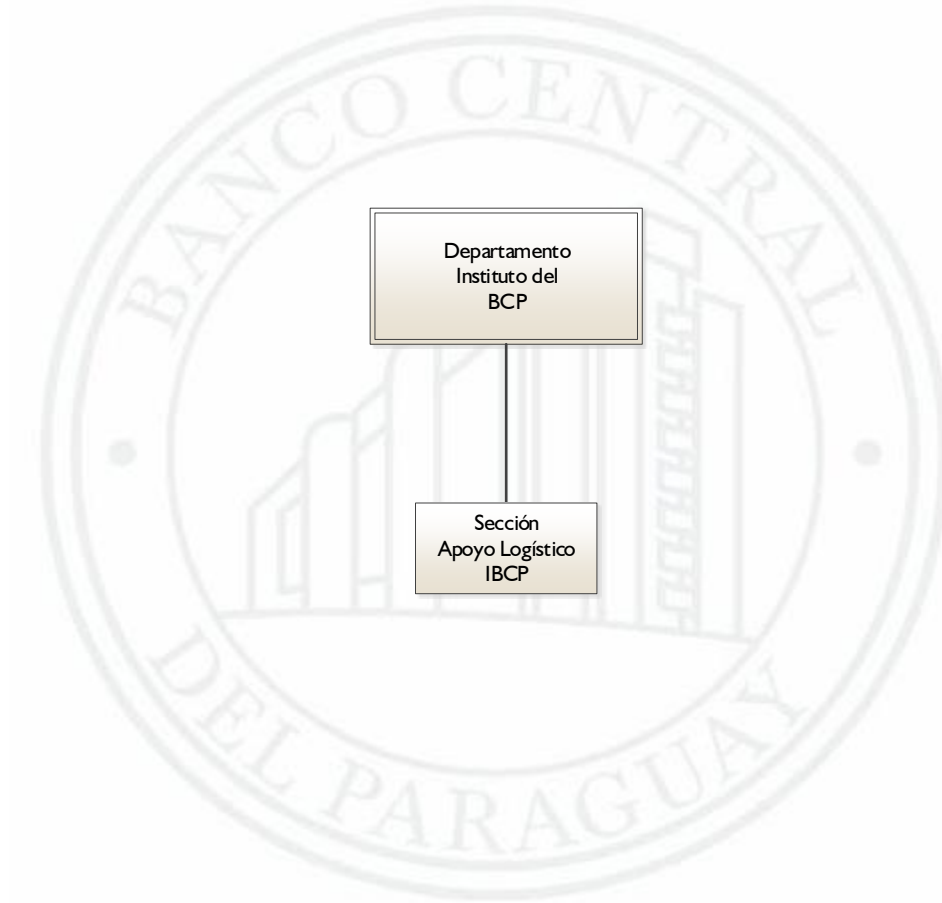 BANCO CENTRAL
DEL PARAGUAY
Departamento
Instituto del
BCP
Sección
Apoyo Logístico
IBCP